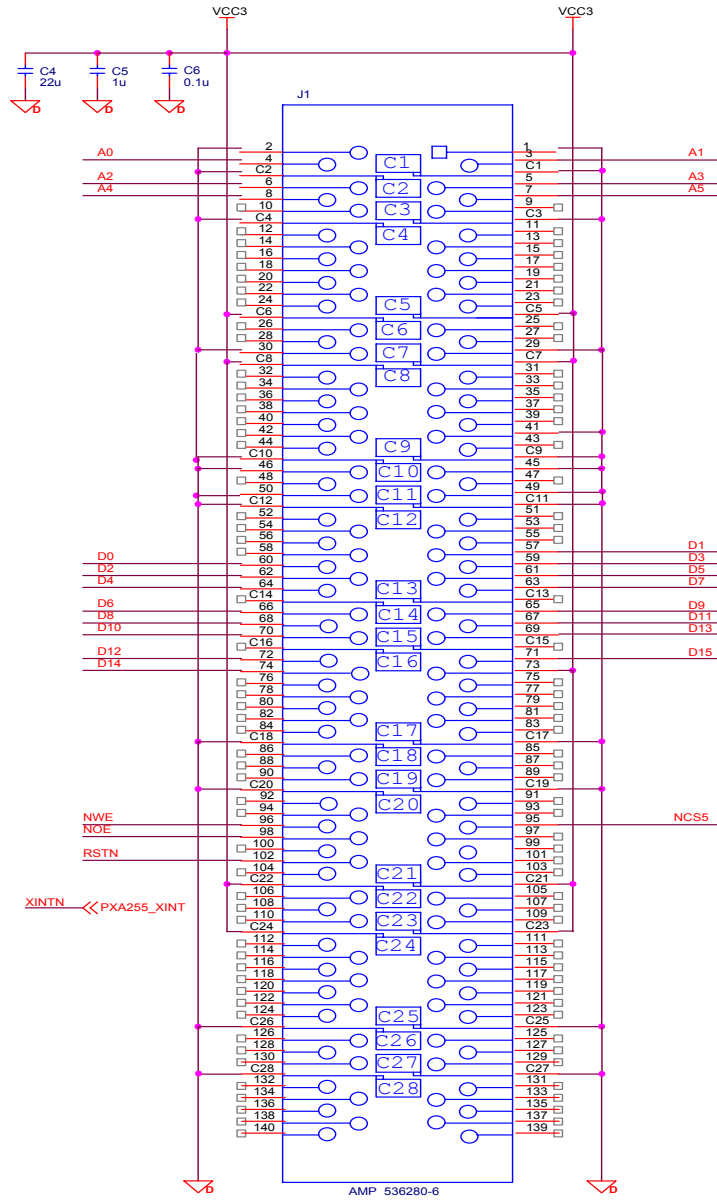 VCC3
VCC3
C4
22u
C5
1u
C6
0.1u
D
D
D
J1
2 1
A0 4 3 A1
C2 C1 C1
A2 6 5 A3
A4 8 C2 7 A5
10 9
C4 C3 C3
12 11
14 C4 13
16 15
18 17
20 19
22 21
24 23
C6 C5 C5
26 25
28 C6 27
30 29
C8 C7 C7
32 31
34 C8 33
36 35
38 37
40 39
42 41
44 43
C10 C9 C9
46 45
48 C10 47
50 49
C12 C11 C11
52 51
54 C12 53
56 55
58 57 D1
D0 60 59 D3
D2 62 61 D5
D4 64 63 D7
C14 C13 C13
D6 66 65 D9
D8 68 C14 67 D11
D10 70 69 D13
C16 C15 C15
D12 72 71 D15
D14 74 C16 73
76 75
78 77
80 79
82 81
84 83
C18 C17 C17
86 85
88 C18 87
90 89
C20 C19 C19
92 91
94 C20 93
NWE 96 95 NCS5
NOE 98 97
100 99
RSTN 102 101
104 103
C22 C21 C21
106 105
XINTN PXA255_XINT 108 C22 107
110 109
C24 C23 C23
112 111
114 C24 113
116 115
118 117
120 119
122 121
124 123
C26 C25 C25
126 125
128 C26 127
130 129
C28 C27 C27
132 131
134 C28 133
136 135
138 137
140 139
D
D
AMP 536280-6